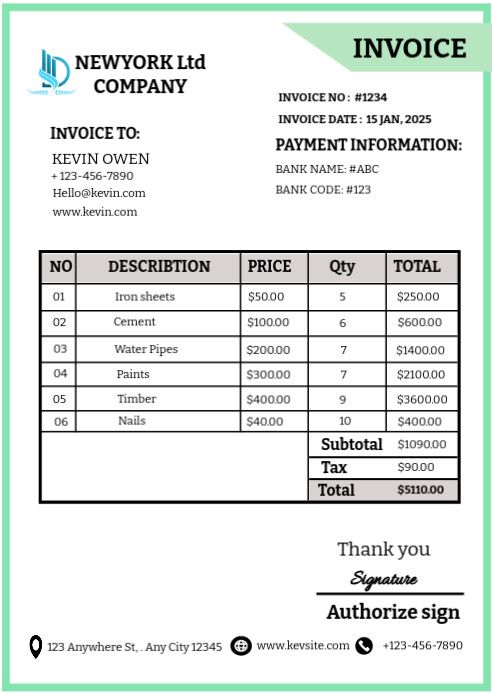 NEWYORK Ltd
COMPANY
INVOICE
INVOICE NO : #1234
INVOICE DATE : 15 JAN, 2025
INVOICE TO:
KEVIN OWEN
+ 123-456-7890
Hello@kevin.com
www.kevin.com
PAYMENT INFORMATION:
BANK NAME: #ABC
BANK CODE: #123
NO DESCRIBTION PRICE Qty TOTAL
01 Iron sheets $50.00 5 $250.00
02 Cement $100.00 6 $600.00
03 Water Pipes $200.00 7 $1400.00
04 Paints $300.00 7 $2100.00
05 Timber $400.00 9 $3600.00
06 Nails $40.00 10 $400.00
Subtotal $1090.00
Tax $90.00
Total $5110.00
Thank you
Signature
Authorize sign
123 Anywhere St, . Any City 12345 www.kevsite.com +123-456-7890